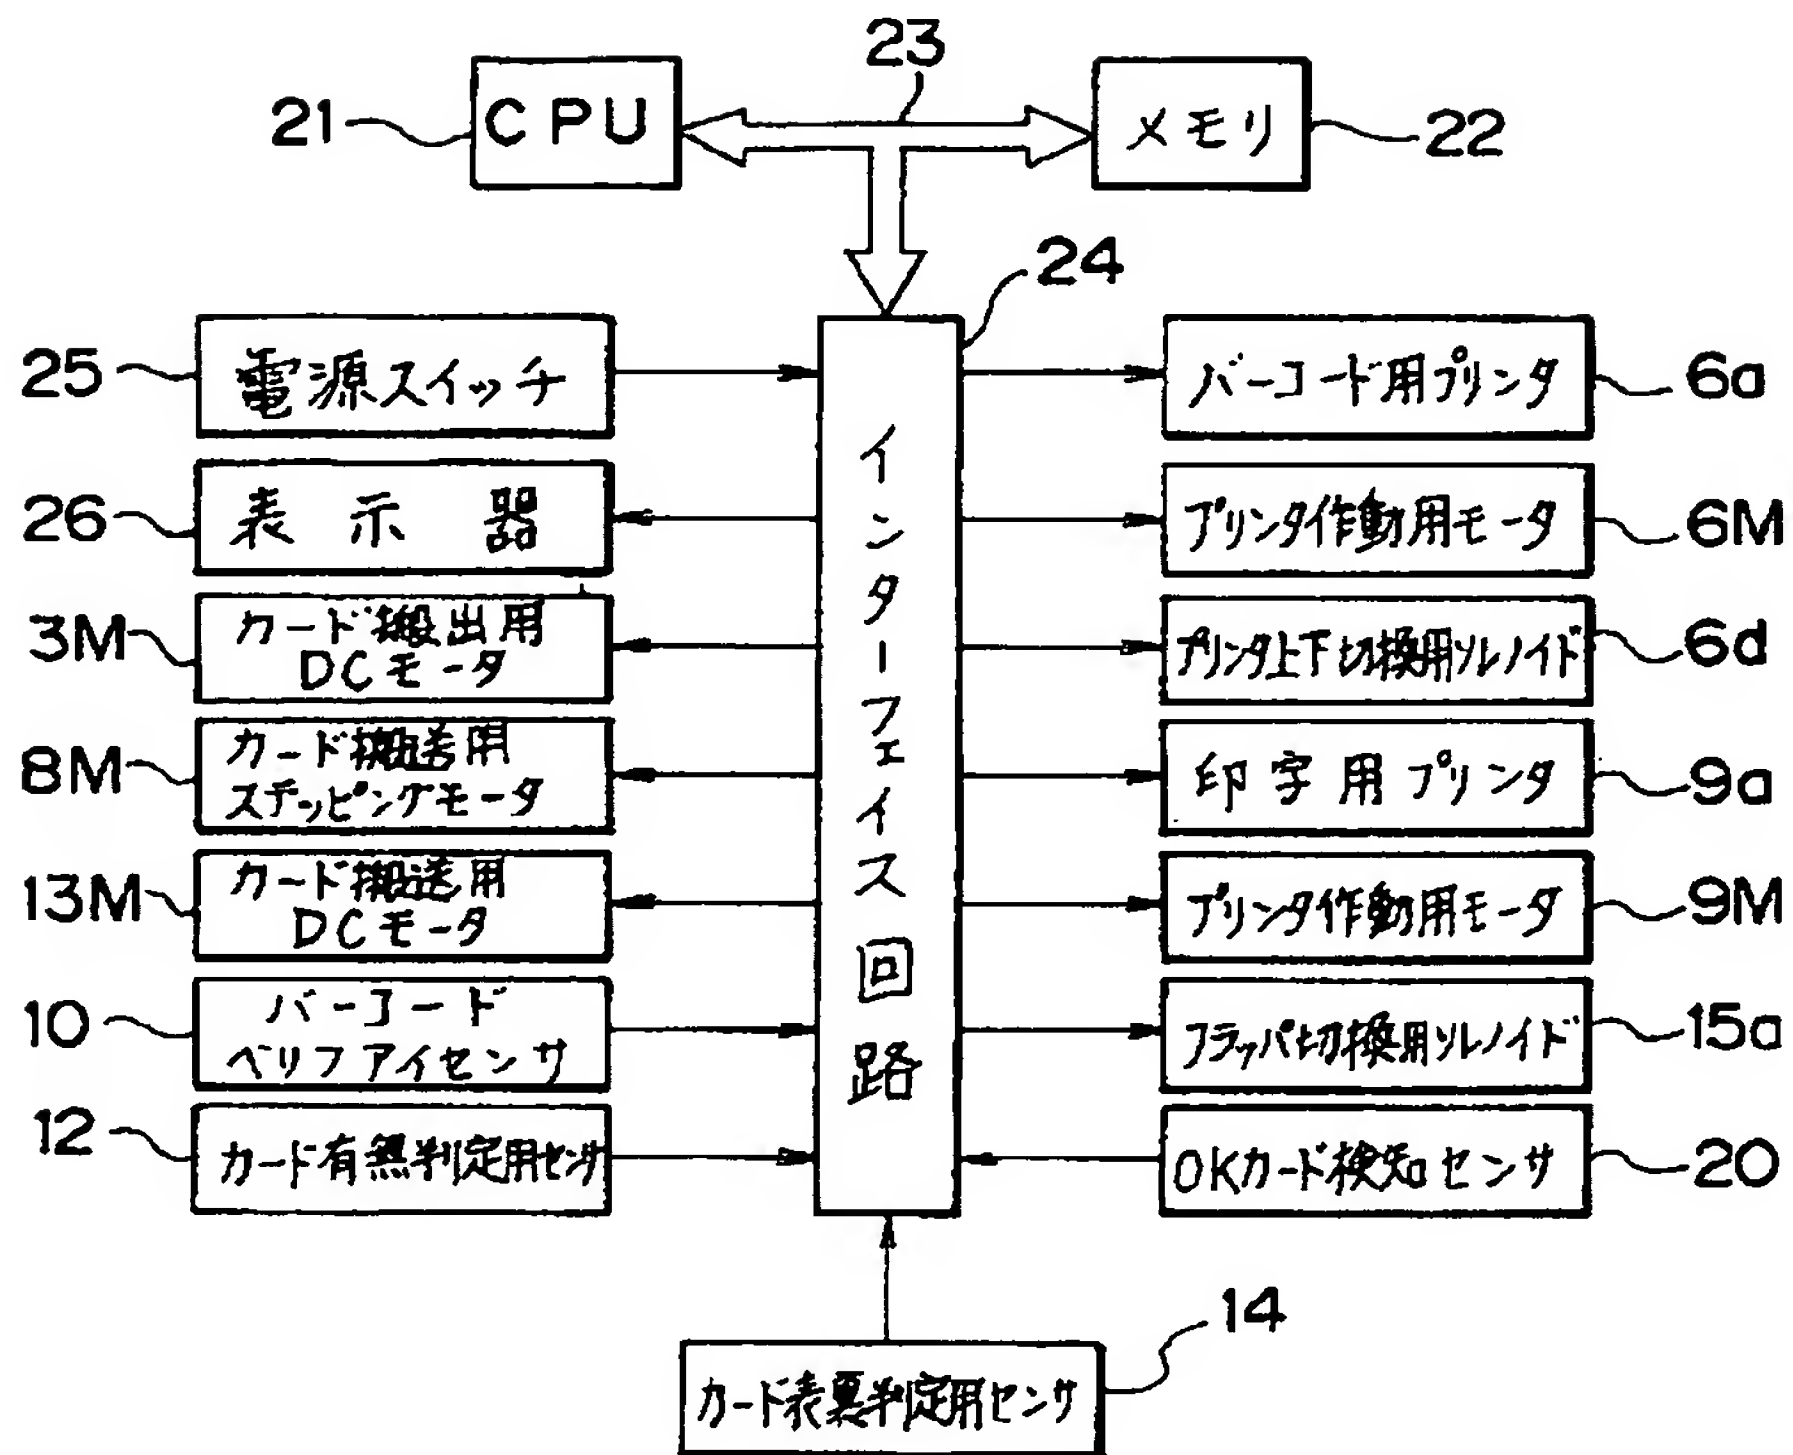 23
21
CPU
メモリ
22
24
25
電源スイッチ
26
表示器
3M
カード搬出用
DCモータ
8M
カード搬送用
ステッピングモータ
13M
カード搬送用
DCモータ
10
バーコード
ベリファイセンサ
12
カード有無判定用センサ
インターフェイス回路
バーコード用プリンタ
6a
プリンタ作動用モータ
6M
プリンタ上下切換用ソレノイド
6d
印字用プリンタ
9a
プリンタ作動用モータ
9M
フラッパ切換用ソレノイド
15a
OKカード検知センサ
20
14
カード表裏判定用センサ